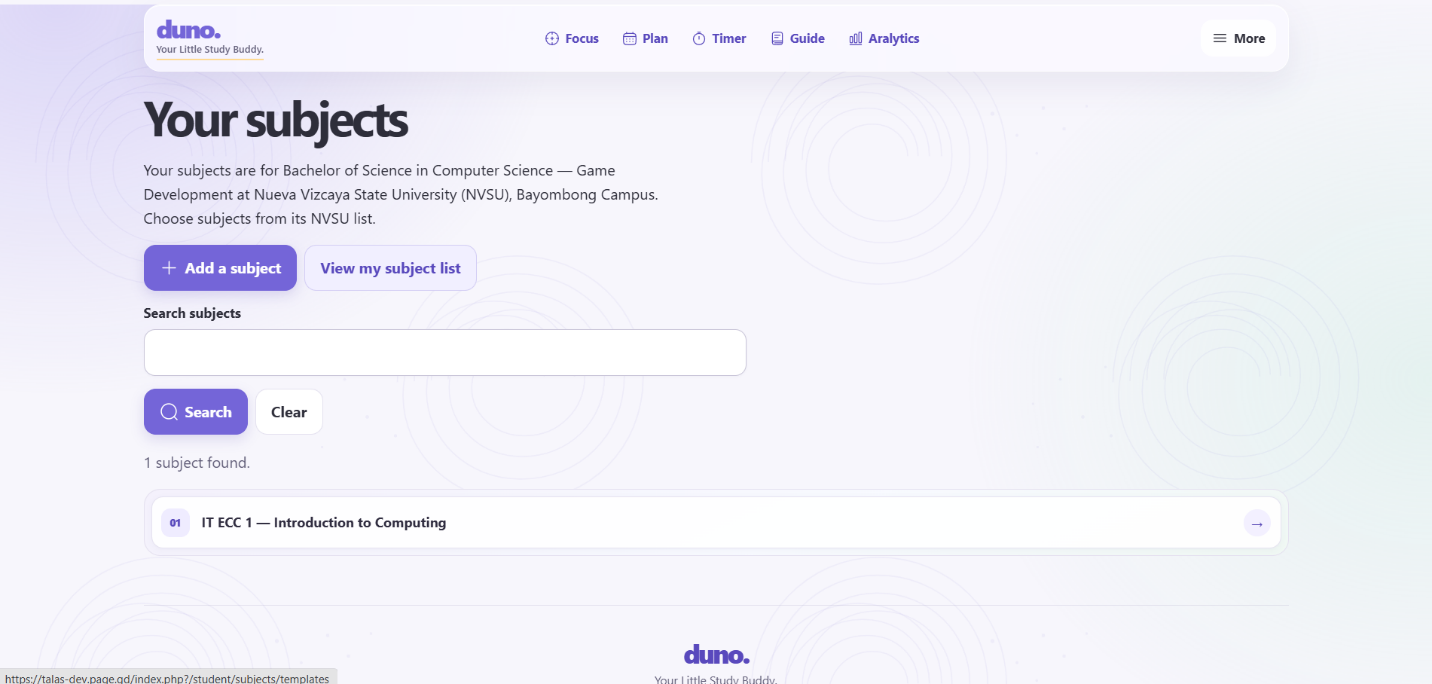 duno.
Your Little Study Buddy.
Focus
Plan
Timer
Guide
Analytics
More
Your subjects
Your subjects are for Bachelor of Science in Computer Science — Game
Development at Nueva Vizcaya State University (NVSU), Bayombong Campus.
Choose subjects from its NVSU list.
+ Add a subject
View my subject list
Search subjects
Search
Clear
1 subject found.
01 IT ECC 1 — Introduction to Computing →
duno.
Your Little Study Buddy.
https://talas-dev.page.gd/index.php?/student/subjects/templates